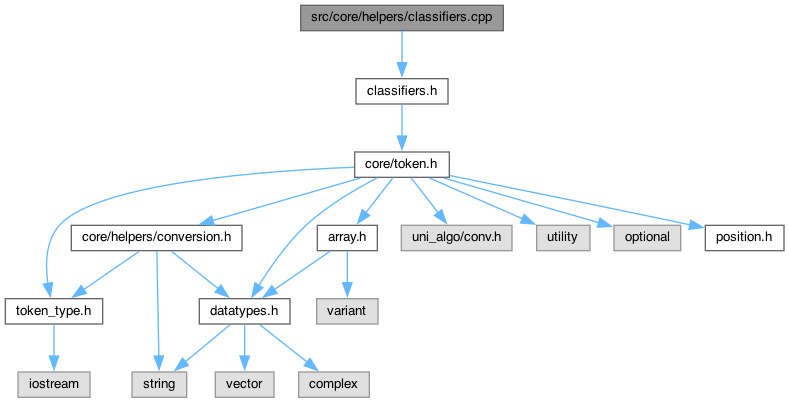 src/core/helpers/classifiers.cpp
classifiers.h
core/token.h
core/helpers/conversion.h
array.h
uni_algo/conv.h
utility
optional
position.h
token_type.h
datatypes.h
variant
iostream
string
vector
complex